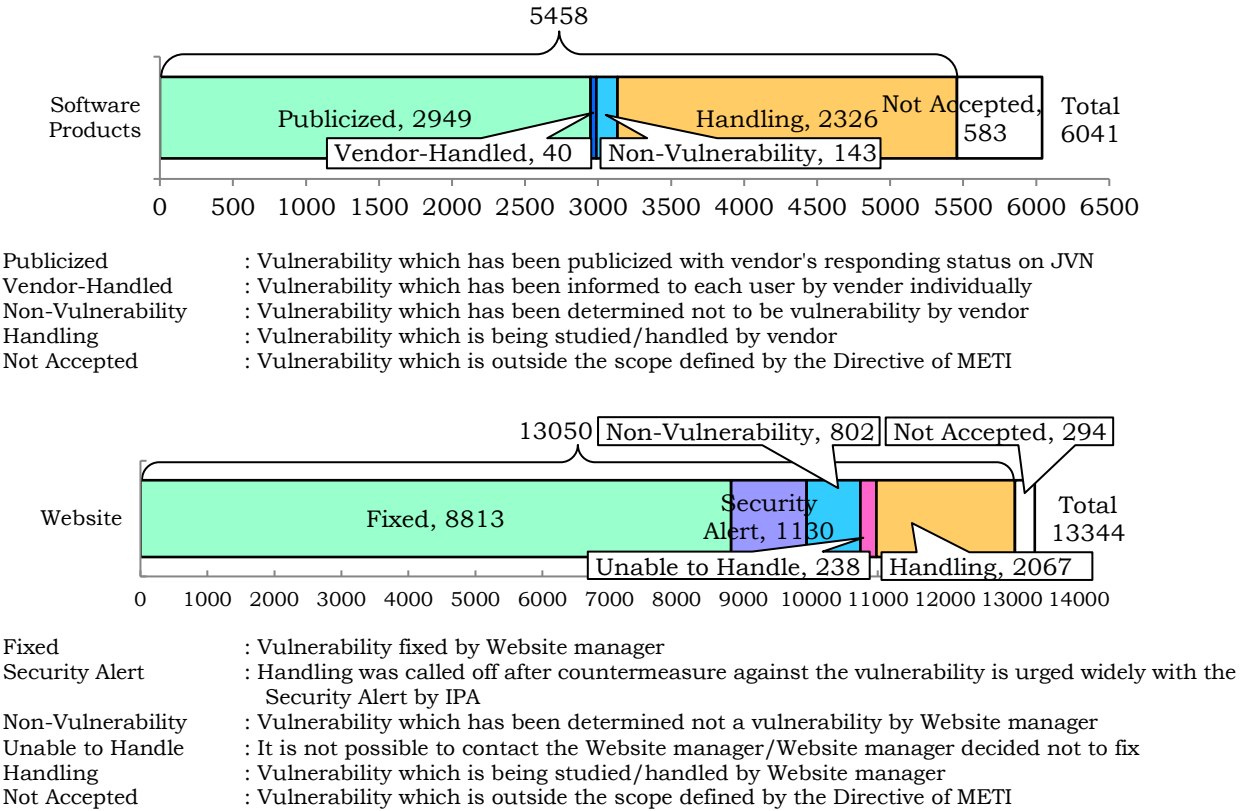 5458
Software
Products
Publicized, 2949
Handling, 2326
Not Accepted,
583
Total
6041
Vendor-Handled, 40
Non-Vulnerability, 143
0 500 1000 1500 2000 2500 3000 3500 4000 4500 5000 5500 6000 6500
Publicized : Vulnerability which has been publicized with vendor's responding status on JVN
Vendor-Handled : Vulnerability which has been informed to each user by vender individually
Non-Vulnerability : Vulnerability which has been determined not to be vulnerability by vendor
Handling : Vulnerability which is being studied/handled by vendor
Not Accepted : Vulnerability which is outside the scope defined by the Directive of METI
13050
Non-Vulnerability, 802
Not Accepted, 294
Website
Fixed, 8813
Security
Alert, 1130
Total
13344
Unable to Handle, 238
Handling, 2067
0 1000 2000 3000 4000 5000 6000 7000 8000 9000 10000 11000 12000 13000 14000
Fixed : Vulnerability fixed by Website manager
Security Alert : Handling was called off after countermeasure against the vulnerability is urged widely with the
Security Alert by IPA
Non-Vulnerability : Vulnerability which has been determined not a vulnerability by Website manager
Unable to Handle : It is not possible to contact the Website manager/Website manager decided not to fix
Handling : Vulnerability which is being studied/handled by Website manager
Not Accepted : Vulnerability which is outside the scope defined by the Directive of METI